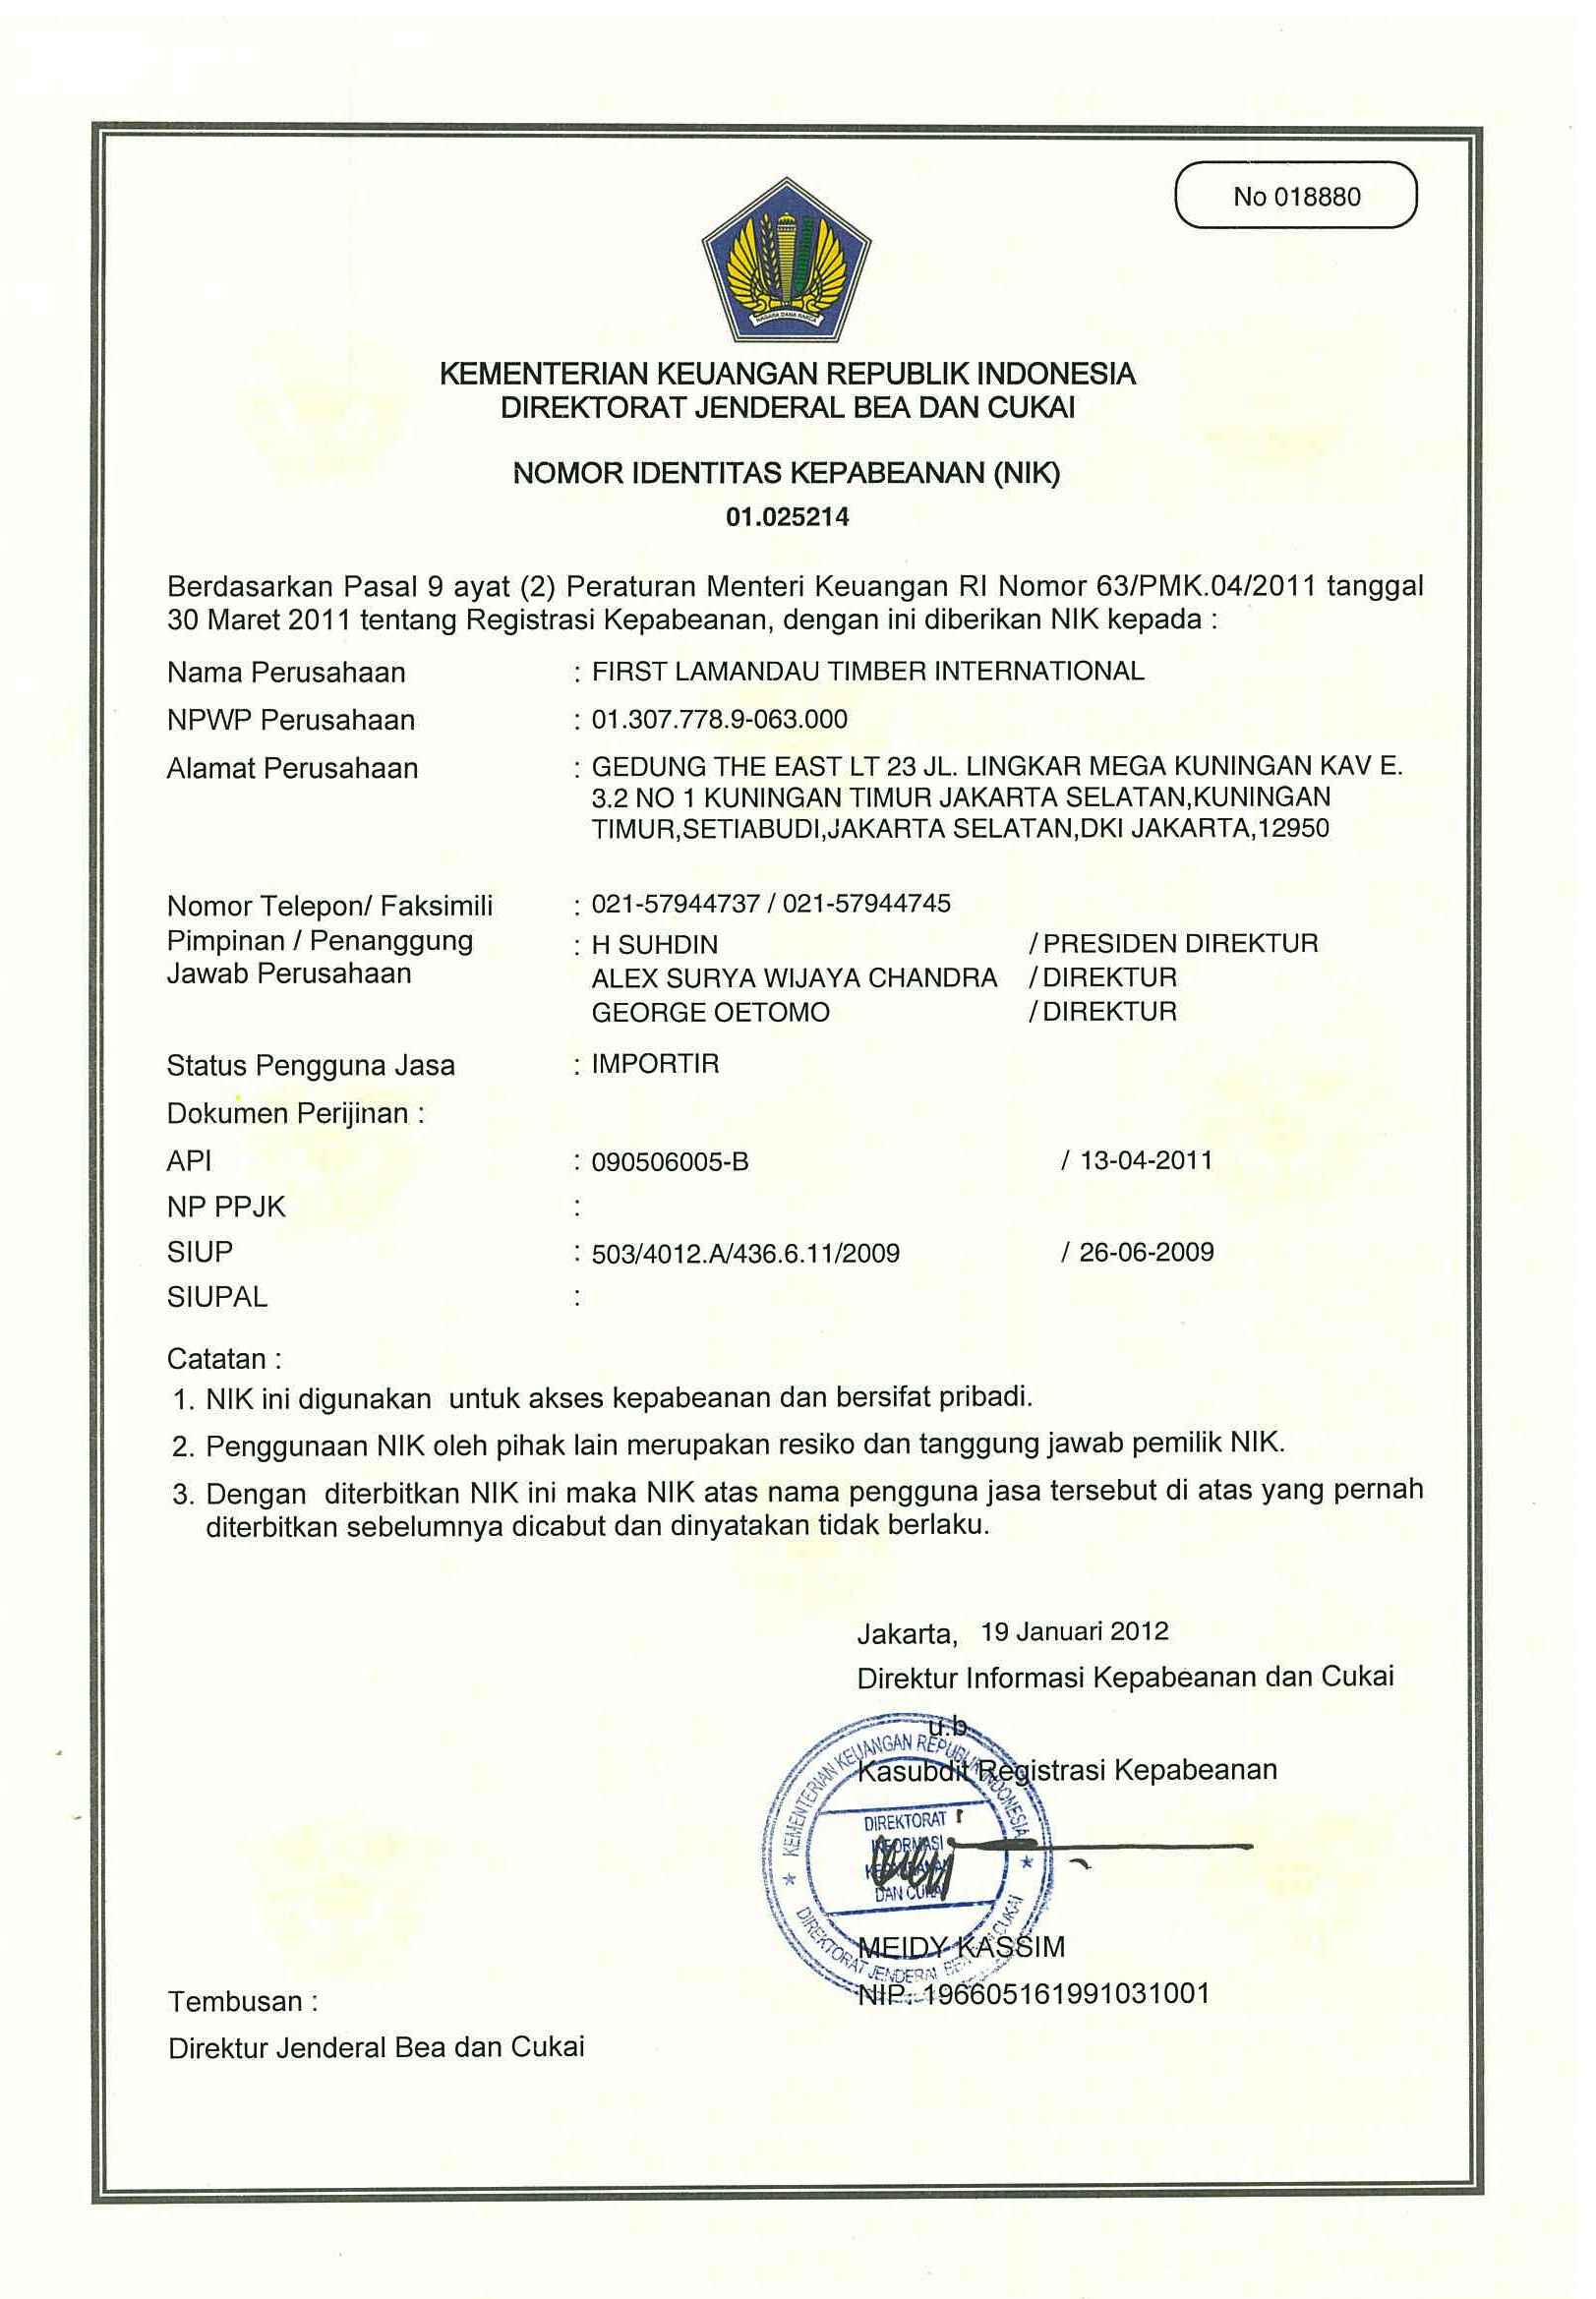 No 018880
NAGARA DANA RAKCA
KEMENTERIAN KEUANGAN REPUBLIK INDONESIA
DIREKTORAT JENDERAL BEA DAN CUKAI
NOMOR IDENTITAS KEPABEANAN (NIK)
01.025214
Berdasarkan Pasal 9 ayat (2) Peraturan Menteri Keuangan RI Nomor 63/PMK.04/2011 tanggal
30 Maret 2011 tentang Registrasi Kepabeanan, dengan ini diberikan NIK kepada :
Nama Perusahaan : FIRST LAMANDAU TIMBER INTERNATIONAL
NPWP Perusahaan : 01.307.778.9-063.000
Alamat Perusahaan : GEDUNG THE EAST LT 23 JL. LINGKAR MEGA KUNINGAN KAV E.
3.2 NO 1 KUNINGAN TIMUR JAKARTA SELATAN,KUNINGAN
TIMUR,SETIABUDI,JAKARTA SELATAN,DKI JAKARTA,12950
Nomor Telepon/ Faksimili : 021-57944737 / 021-57944745
Pimpinan / Penanggung : H SUHDIN / PRESIDEN DIREKTUR
Jawab Perusahaan ALEX SURYA WIJAYA CHANDRA / DIREKTUR
GEORGE OETOMO / DIREKTUR
Status Pengguna Jasa : IMPORTIR
Dokumen Perijinan :
API : 090506005-B / 13-04-2011
NP PPJK :
SIUP : 503/4012.A/436.6.11/2009 / 26-06-2009
SIUPAL :
Catatan :
1. NIK ini digunakan untuk akses kepabeanan dan bersifat pribadi.
2. Penggunaan NIK oleh pihak lain merupakan resiko dan tanggung jawab pemilik NIK.
3. Dengan diterbitkan NIK ini maka NIK atas nama pengguna jasa tersebut di atas yang pernah
diterbitkan sebelumnya dicabut dan dinyatakan tidak berlaku.
Jakarta, 19 Januari 2012
Direktur Informasi Kepabeanan dan Cukai
u.b
Kasubdit Registrasi Kepabeanan
KEMENTERIAN KEUANGAN REPUBLIK INDONESIA
DIREKTORAT
INFORMASI
KEPABEANAN
DAN CUKAI
DIREKTORAT JENDERAL BEA DAN CUKAI
MEIDY KASSIM
NIP. 196605161991031001
Tembusan :
Direktur Jenderal Bea dan Cukai